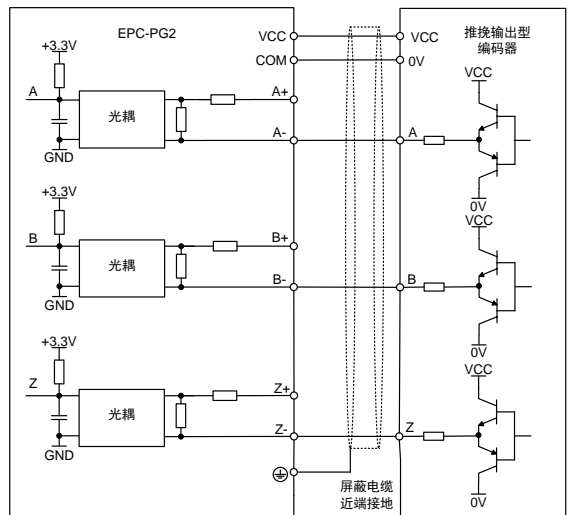 EPC-PG2
VCC
VCC
推挽输出型
编码器
COM
0V
+3.3V
A
光耦
GND
A+
A-
A
VCC
0V
+3.3V
B
光耦
GND
B+
B-
B
VCC
0V
+3.3V
Z
光耦
GND
Z+
Z-
Z
VCC
0V
屏蔽电缆
近端接地